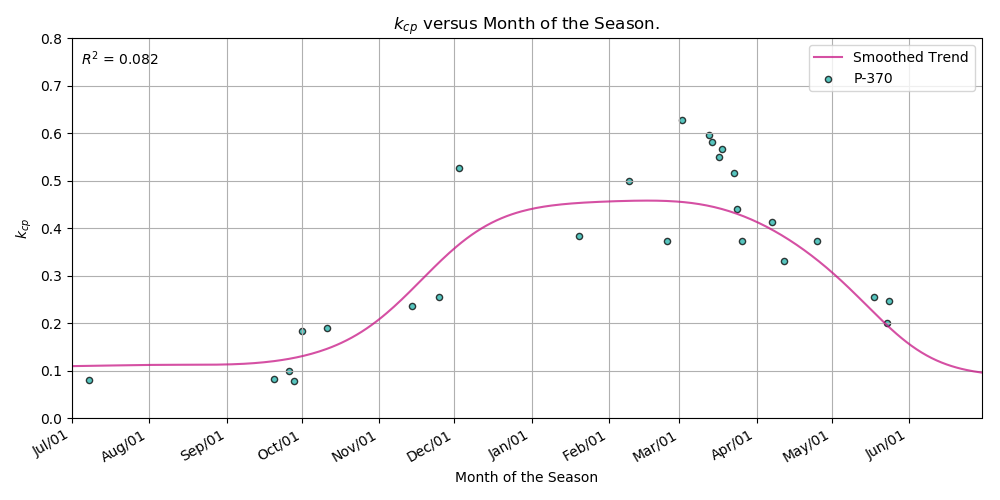 k_cp versus Month of the Season.
R² = 0.082
Smoothed Trend
P-370
k_cp
0.8
0.7
0.6
0.5
0.4
0.3
0.2
0.1
0.0
Jul/01
Aug/01
Sep/01
Oct/01
Nov/01
Dec/01
Jan/01
Feb/01
Mar/01
Apr/01
May/01
Jun/01
Month of the Season